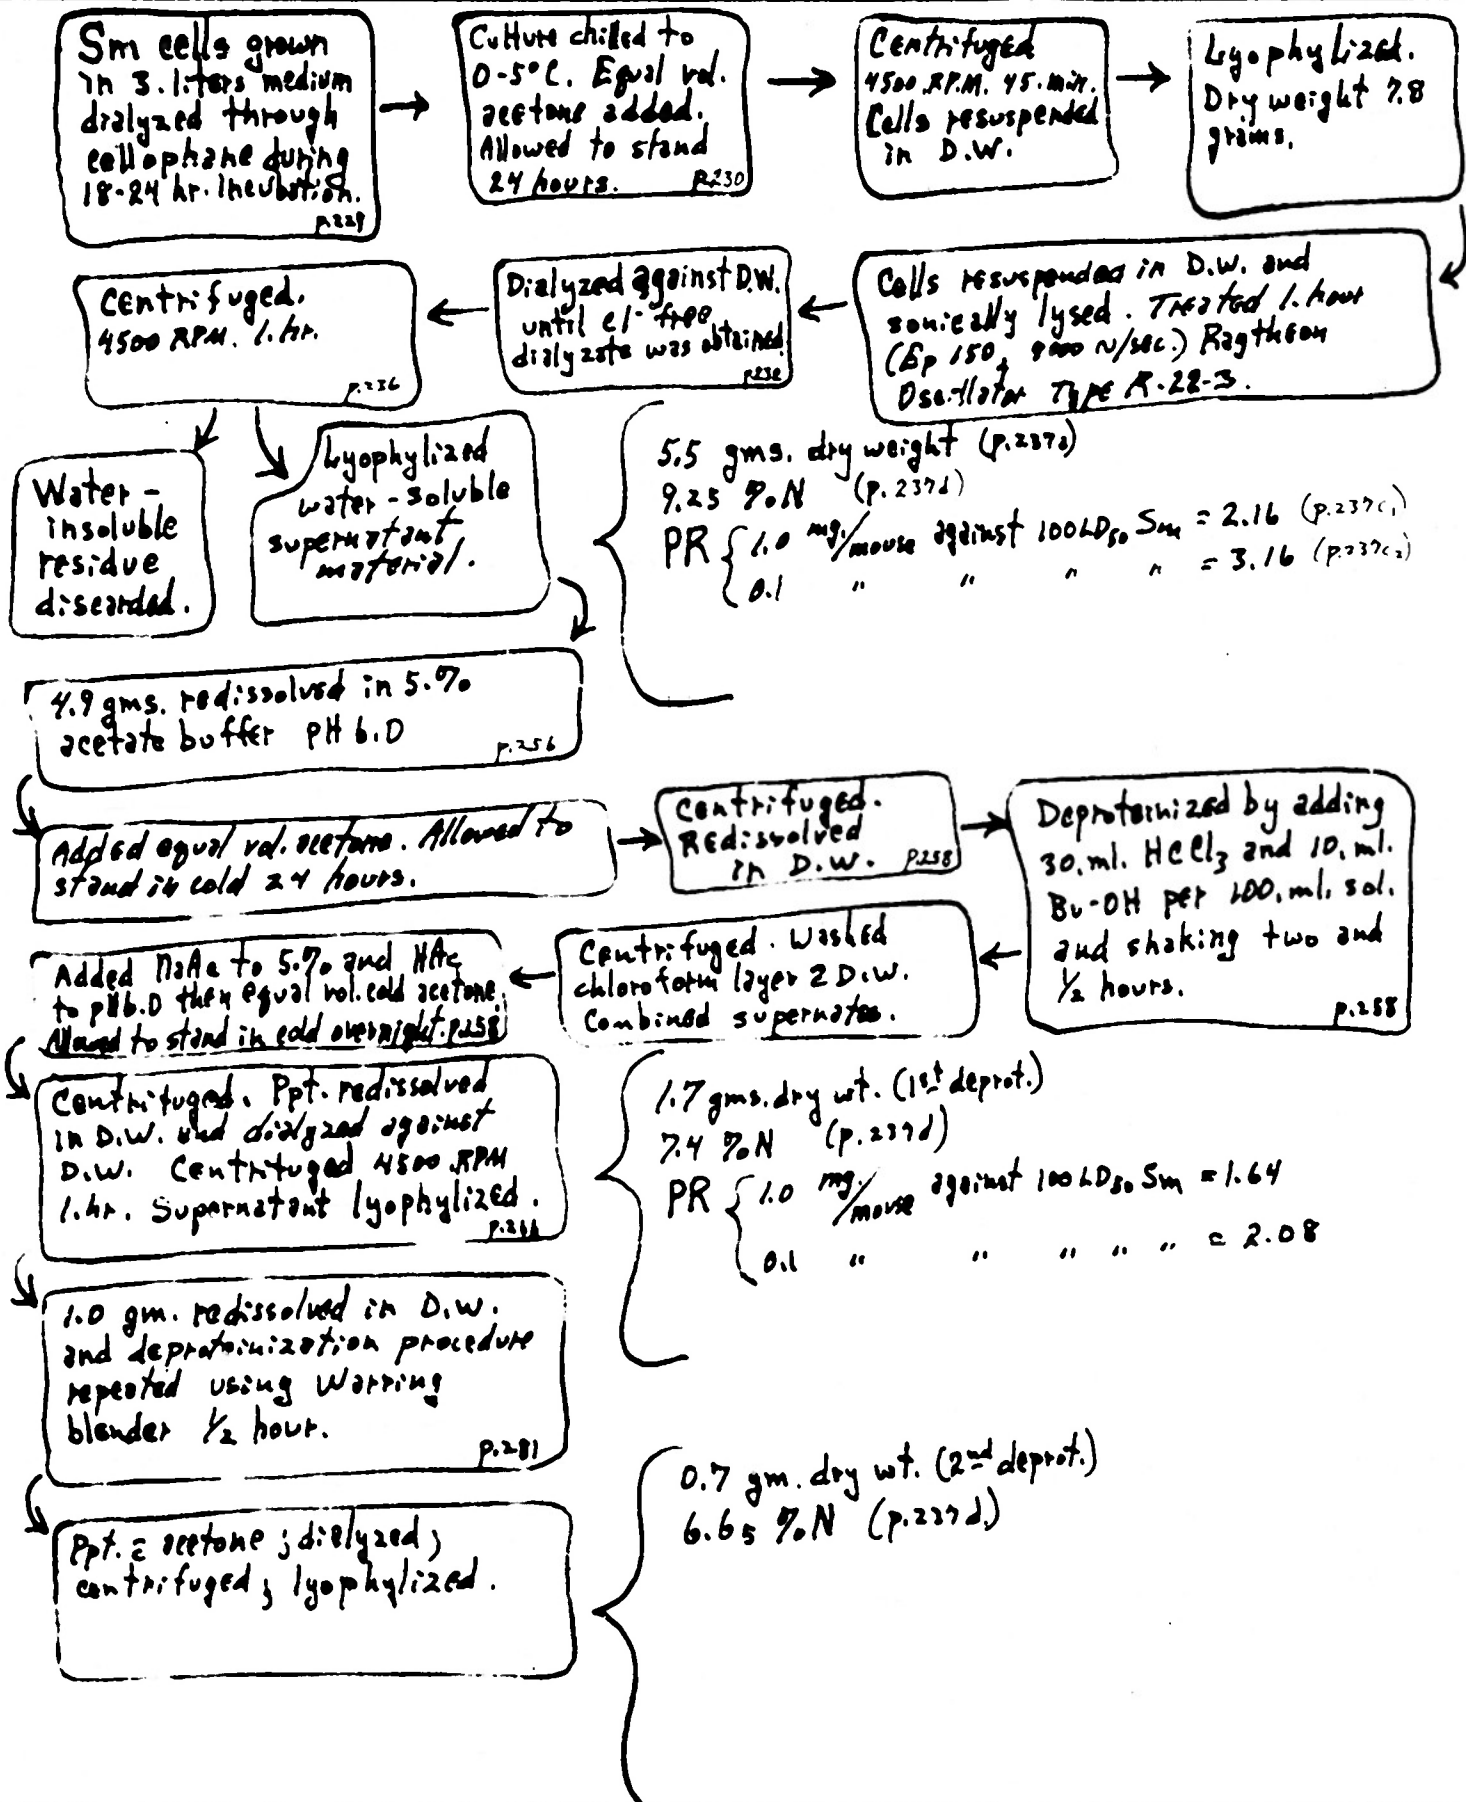 Sm cells grown
in 3. liters medium
dialyzed through
cellophane during
18-24 hr. incubation.
p.229
Culture chilled to
0-5°C. Equal vol.
acetone added.
Allowed to stand
24 hours. p.230
Centrifuged
4500 R.P.M. 45. min.
Cells resuspended
in D.W.
Lyophylized.
Dry weight 7.8
grams.
Cells resuspended in D.W. and
sonically lysed. Treated 1. hour
(Ep 150, 9000 ~/sec.) Raytheon
Oscillator Type R-22-3.
Dialyzed against D.W.
until cl- free
dialyzate was obtained
p.232
Centrifuged.
4500 RPM. 1. hr.
p.236
Water-
insoluble
residue
discarded.
Lyophylized
water-soluble
supernatant
material.
5.5 gms. dry weight (p.237d)
9.25 % N (p.237d)
PR { 1.0 mg./mouse against 100 LD50 Sm = 2.16 (p.237c1)
0.1 " " " " = 3.16 (p.237c2)
4.9 gms. redissolved in 5.%
acetate buffer pH 6.0
p.256
Added equal vol. acetone. Allowed to
stand in cold 24 hours.
Centrifuged.
Redissolved
in D.W. p.258
Deproteinized by adding
30. ml. HCCl3 and 10. ml.
Bu-OH per 100. ml. sol.
and shaking two and
1/2 hours.
p.258
Centrifuged. Washed
chloroform layer 2 D.W.
Combined supernates.
Added NaAc to 5.% and HAc
to pH 6.0 then equal vol. cold acetone.
Allowed to stand in cold overnight. p.258
Centrifuged. Ppt. redissolved
in D.W. and dialyzed against
D.W. Centrifuged 4500 RPM
1. hr. Supernatant lyophylized.
1.7 gms. dry wt. (1st deprot.)
7.4 % N (p.237d)
PR { 1.0 mg./mouse against 100 LD50 Sm = 1.64
0.1 " " " " " = 2.08
1.0 gm. redissolved in D.W.
and deproteinization procedure
repeated using Warring
blender 1/2 hour.
p.281
0.7 gm. dry wt. (2nd deprot.)
6.65 % N (p.237d.)
Ppt. c̄ acetone; dialyzed;
centrifuged; lyophylized.